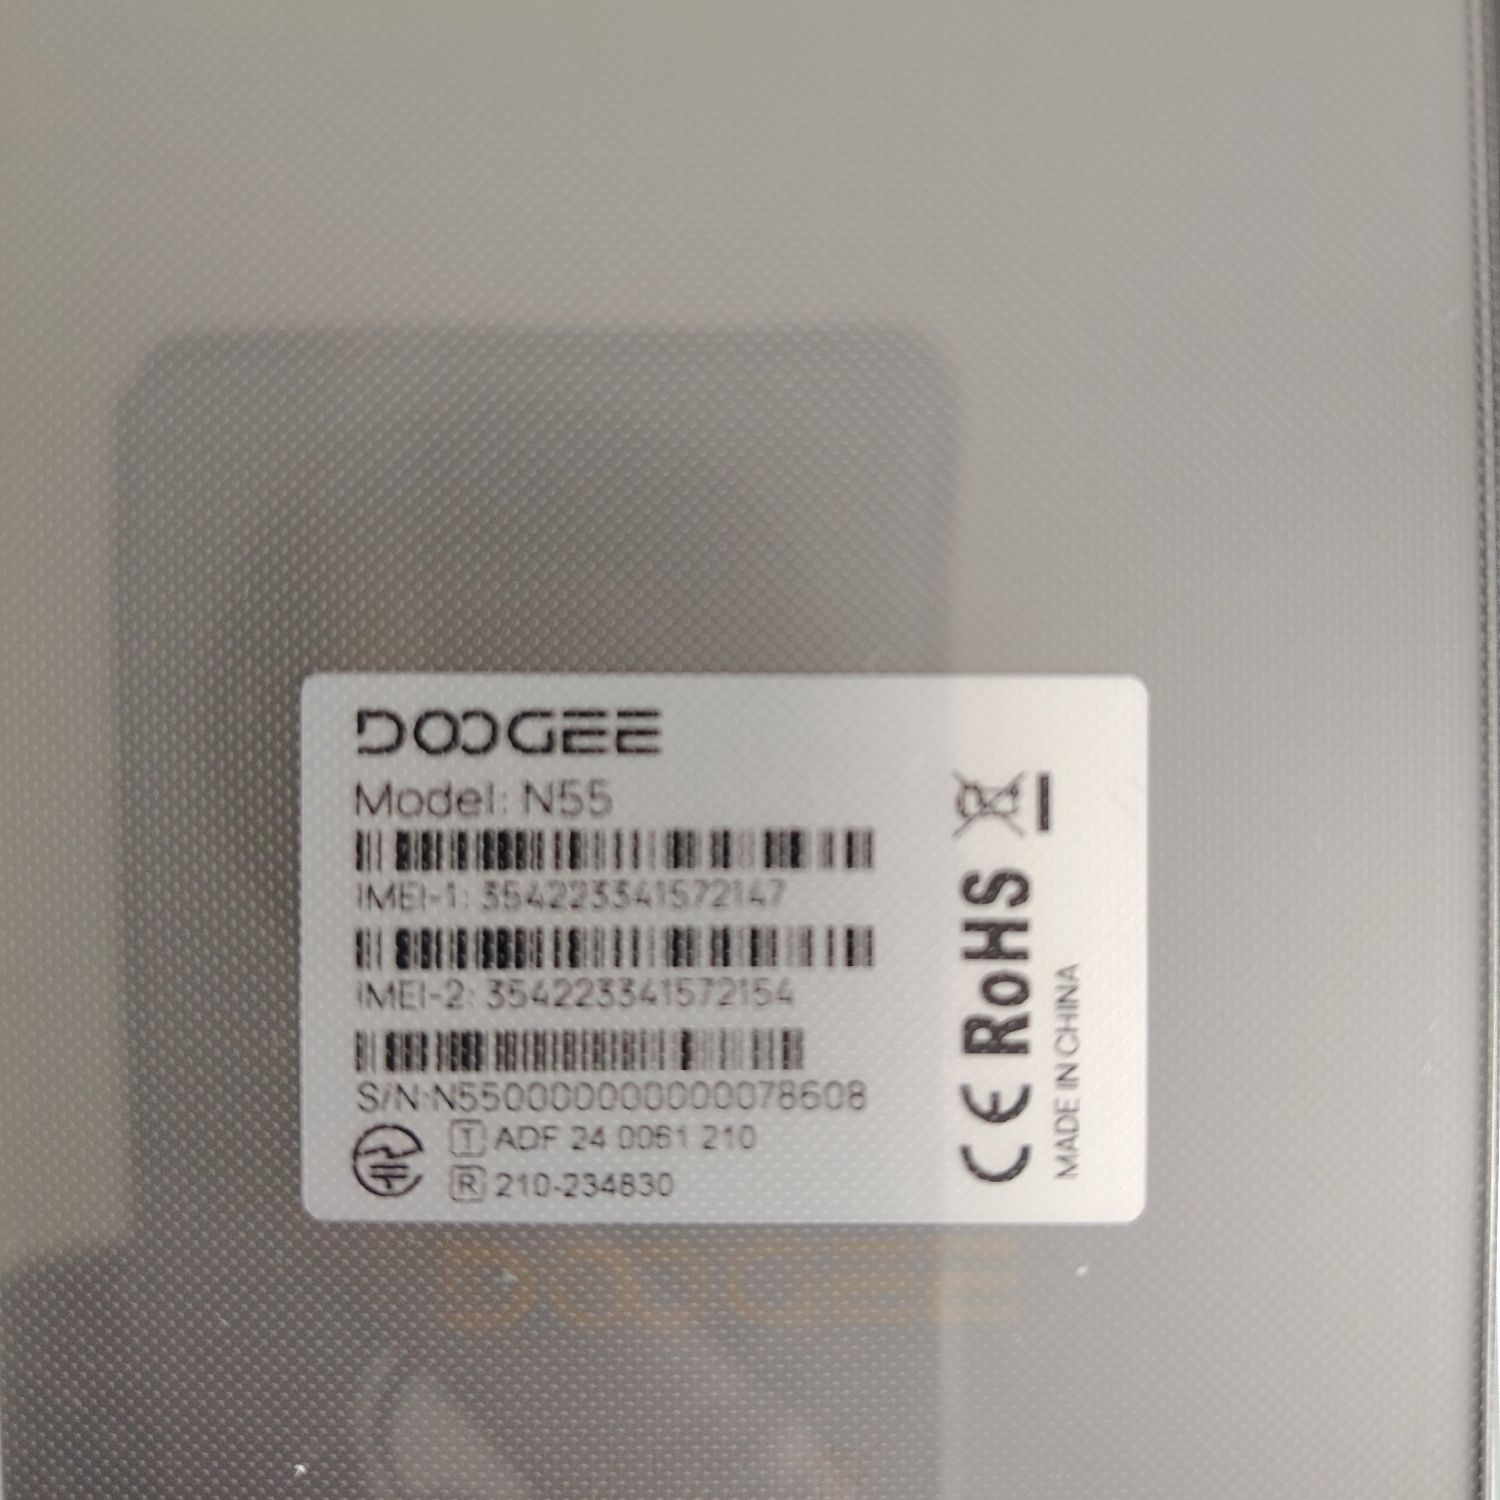 DOOGEE
Model: N55
IMEI-1: 354223341572147
IMEI-2: 354223341572154
S/N:N550000000000078608
T ADF 24 0061 210
R 210-234830
CE RoHS
MADE IN CHINA
DOOGEE